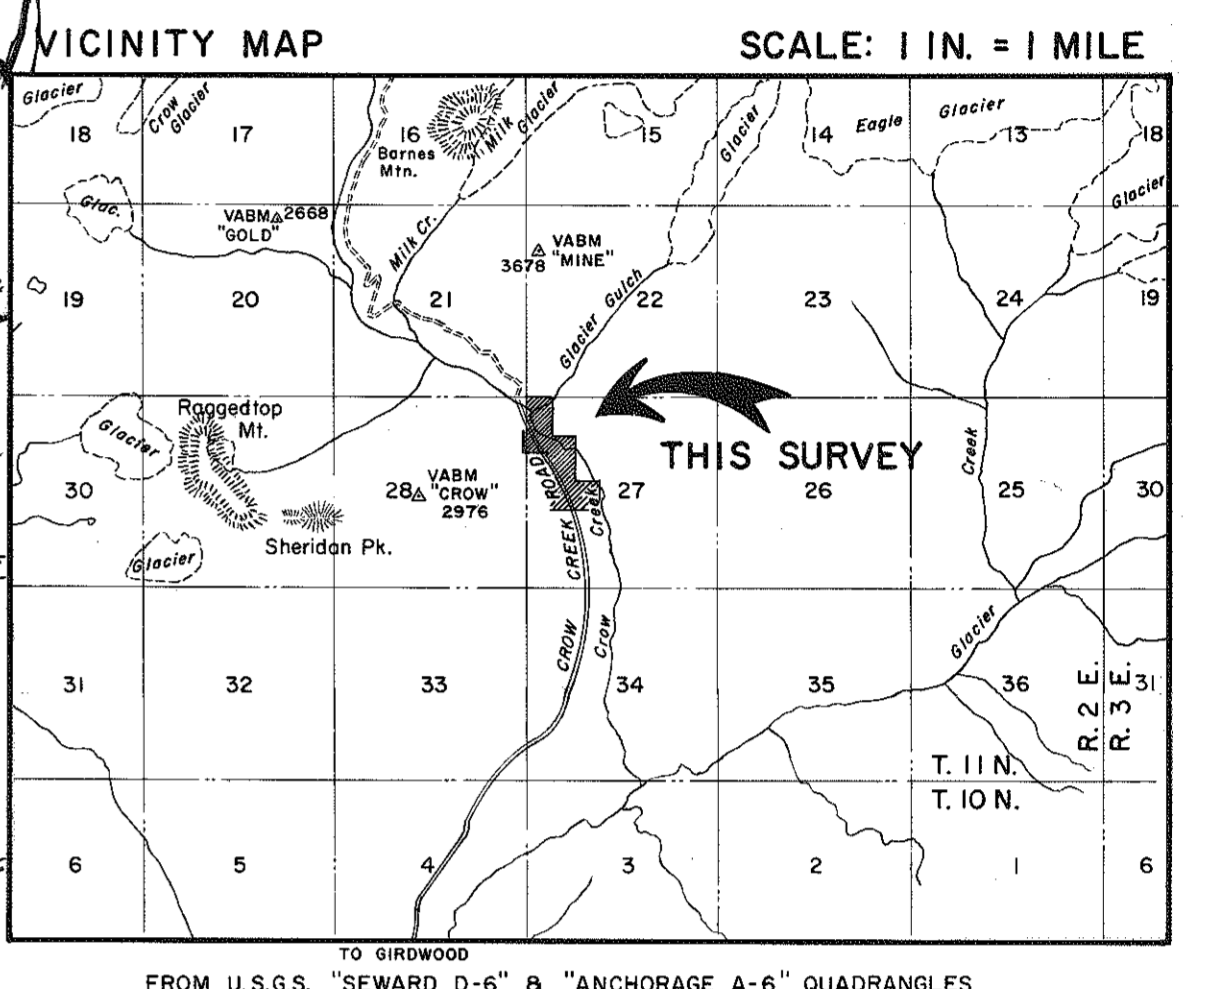 VICINITY MAP
SCALE: 1 IN. = 1 MILE
Glacier
Crow Glacier
18
17
16
Barnes
Mtn.
Milk Glacier
15
Glacier
14
Eagle Glacier
13
18
Glacier
Glac.
VABM 2668
"GOLD"
Milk Cr.
VABM
"MINE"
3678
19
20
21
Glacier Gulch
22
23
24
19
Raggedtop
Mt.
Glacier
THIS SURVEY
Creek
30
28
VABM
"CROW"
2976
27
26
25
30
Sheridan Pk.
Glacier
CROW CREEK ROAD
Crow Creek
Glacier
31
32
33
34
35
36
31
R. 2 E.
R. 3 E.
T. 11 N.
T. 10 N.
6
5
4
3
2
1
6
TO GIRDWOOD
FROM U.S.G.S. "SEWARD D-6" & "ANCHORAGE A-6" QUADRANGLES